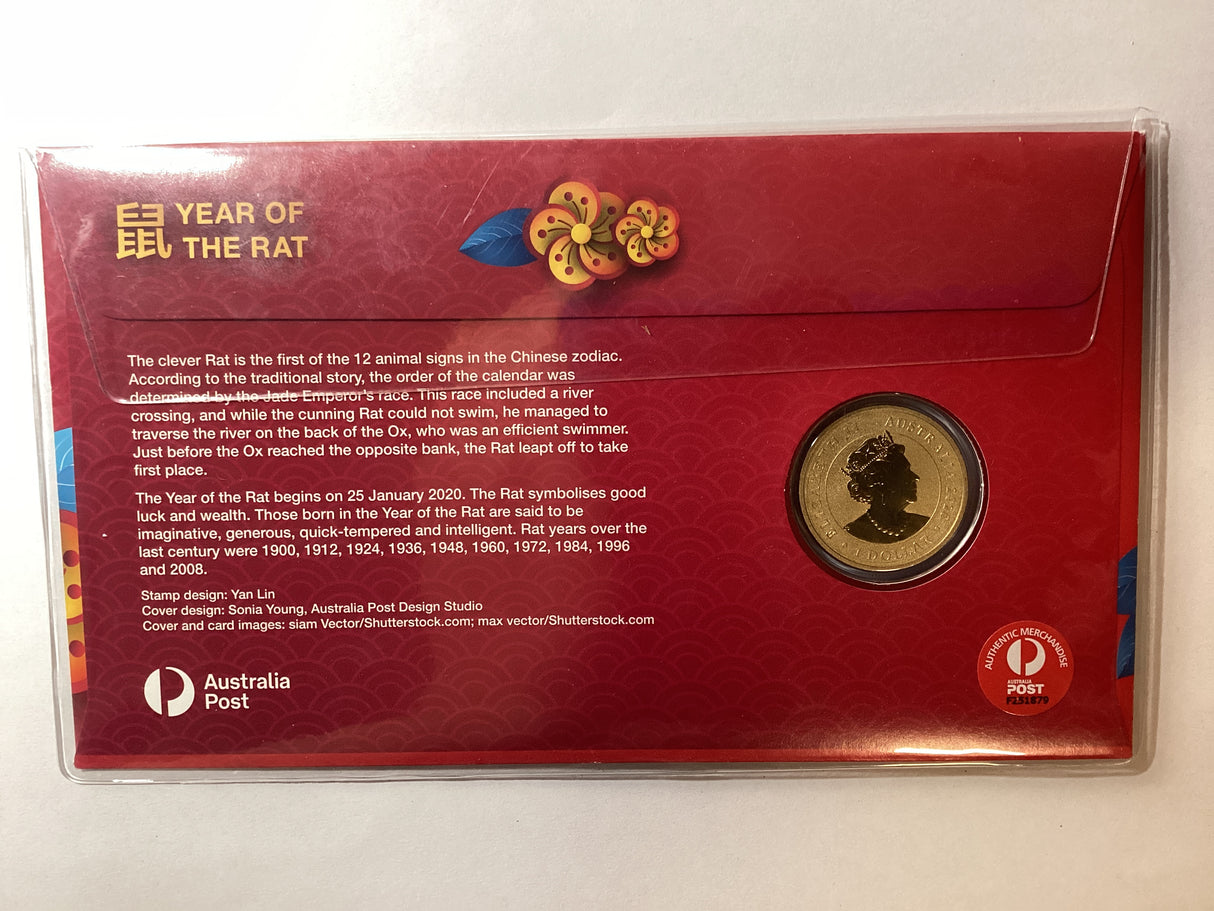 鼠 YEAR OF
THE RAT
The clever Rat is the first of the 12 animal signs in the Chinese zodiac.
According to the traditional story, the order of the calendar was
determined by the Jade Emperor's race. This race included a river
crossing, and while the cunning Rat could not swim, he managed to
traverse the river on the back of the Ox, who was an efficient swimmer.
Just before the Ox reached the opposite bank, the Rat leapt off to take
first place.
The Year of the Rat begins on 25 January 2020. The Rat symbolises good
luck and wealth. Those born in the Year of the Rat are said to be
imaginative, generous, quick-tempered and intelligent. Rat years over the
last century were 1900, 1912, 1924, 1936, 1948, 1960, 1972, 1984, 1996
and 2008.
Stamp design: Yan Lin
Cover design: Sonia Young, Australia Post Design Studio
Cover and card images: siam Vector/Shutterstock.com; max vector/Shutterstock.com
Australia
Post
AUSTRALIA
1 DOLLAR
AUTHENTIC MERCHANDISE
AUSTRALIA
POST
F251879